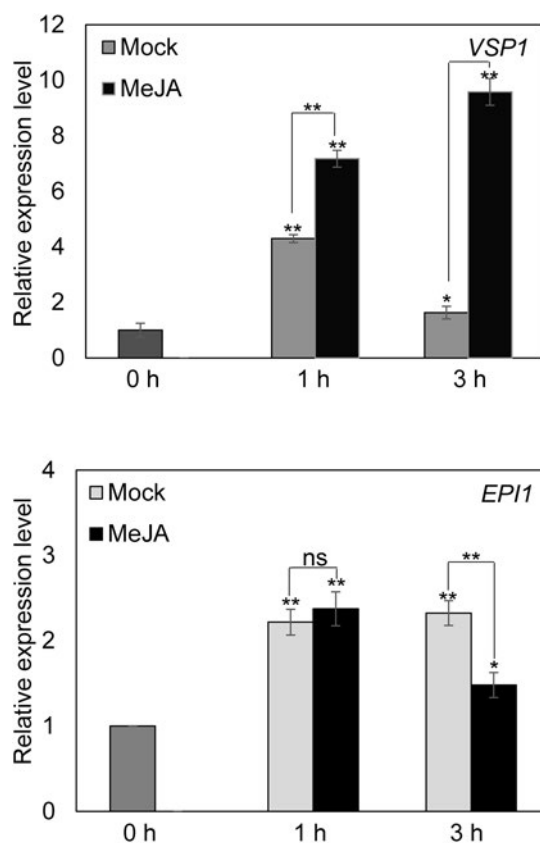 Relative expression level
12
10
8
6
4
2
0
Mock
MeJA
VSP1
**
**
**
**
*
0 h
1 h
3 h
Relative expression level
4
3
2
1
0
Mock
MeJA
EPI1
ns
**
**
**
**
*
0 h
1 h
3 h